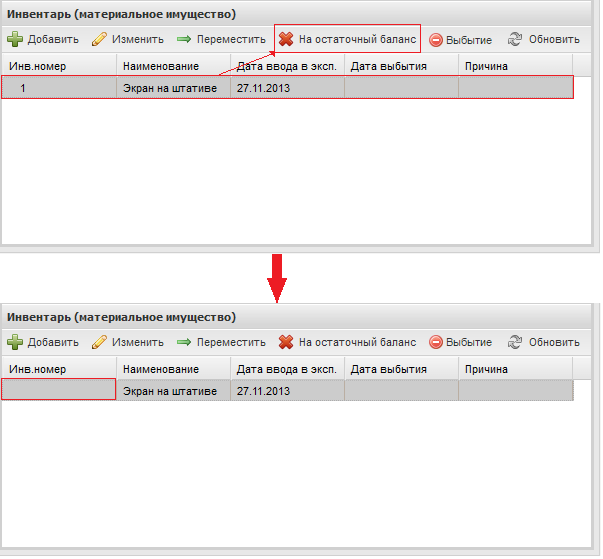 Инвентарь (материальное имущество)
Добавить Изменить Переместить На остаточный баланс Выбытие Обновить
Инв.номер Наименование Дата ввода в эксп. Дата выбытия Причина
1 Экран на штативе 27.11.2013
Инвентарь (материальное имущество)
Добавить Изменить Переместить На остаточный баланс Выбытие Обновить
Инв.номер Наименование Дата ввода в эксп. Дата выбытия Причина
Экран на штативе 27.11.2013